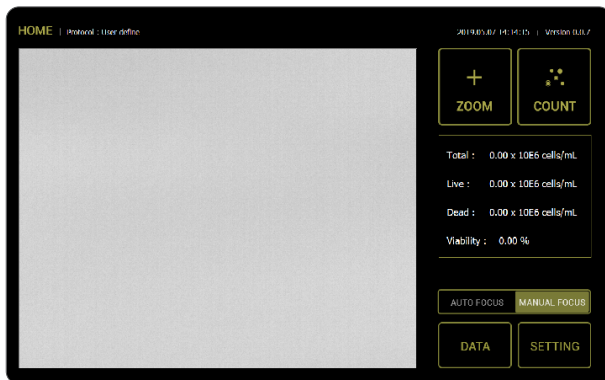 HOME | Protocol : User define
2019.05.07 14:14:15 | Version 0.0.7
ZOOM
COUNT
Total : 0.00 x 10E6 cells/mL
Live : 0.00 x 10E6 cells/mL
Dead : 0.00 x 10E6 cells/mL
Viability : 0.00 %
AUTO FOCUS
MANUAL FOCUS
DATA
SETTING